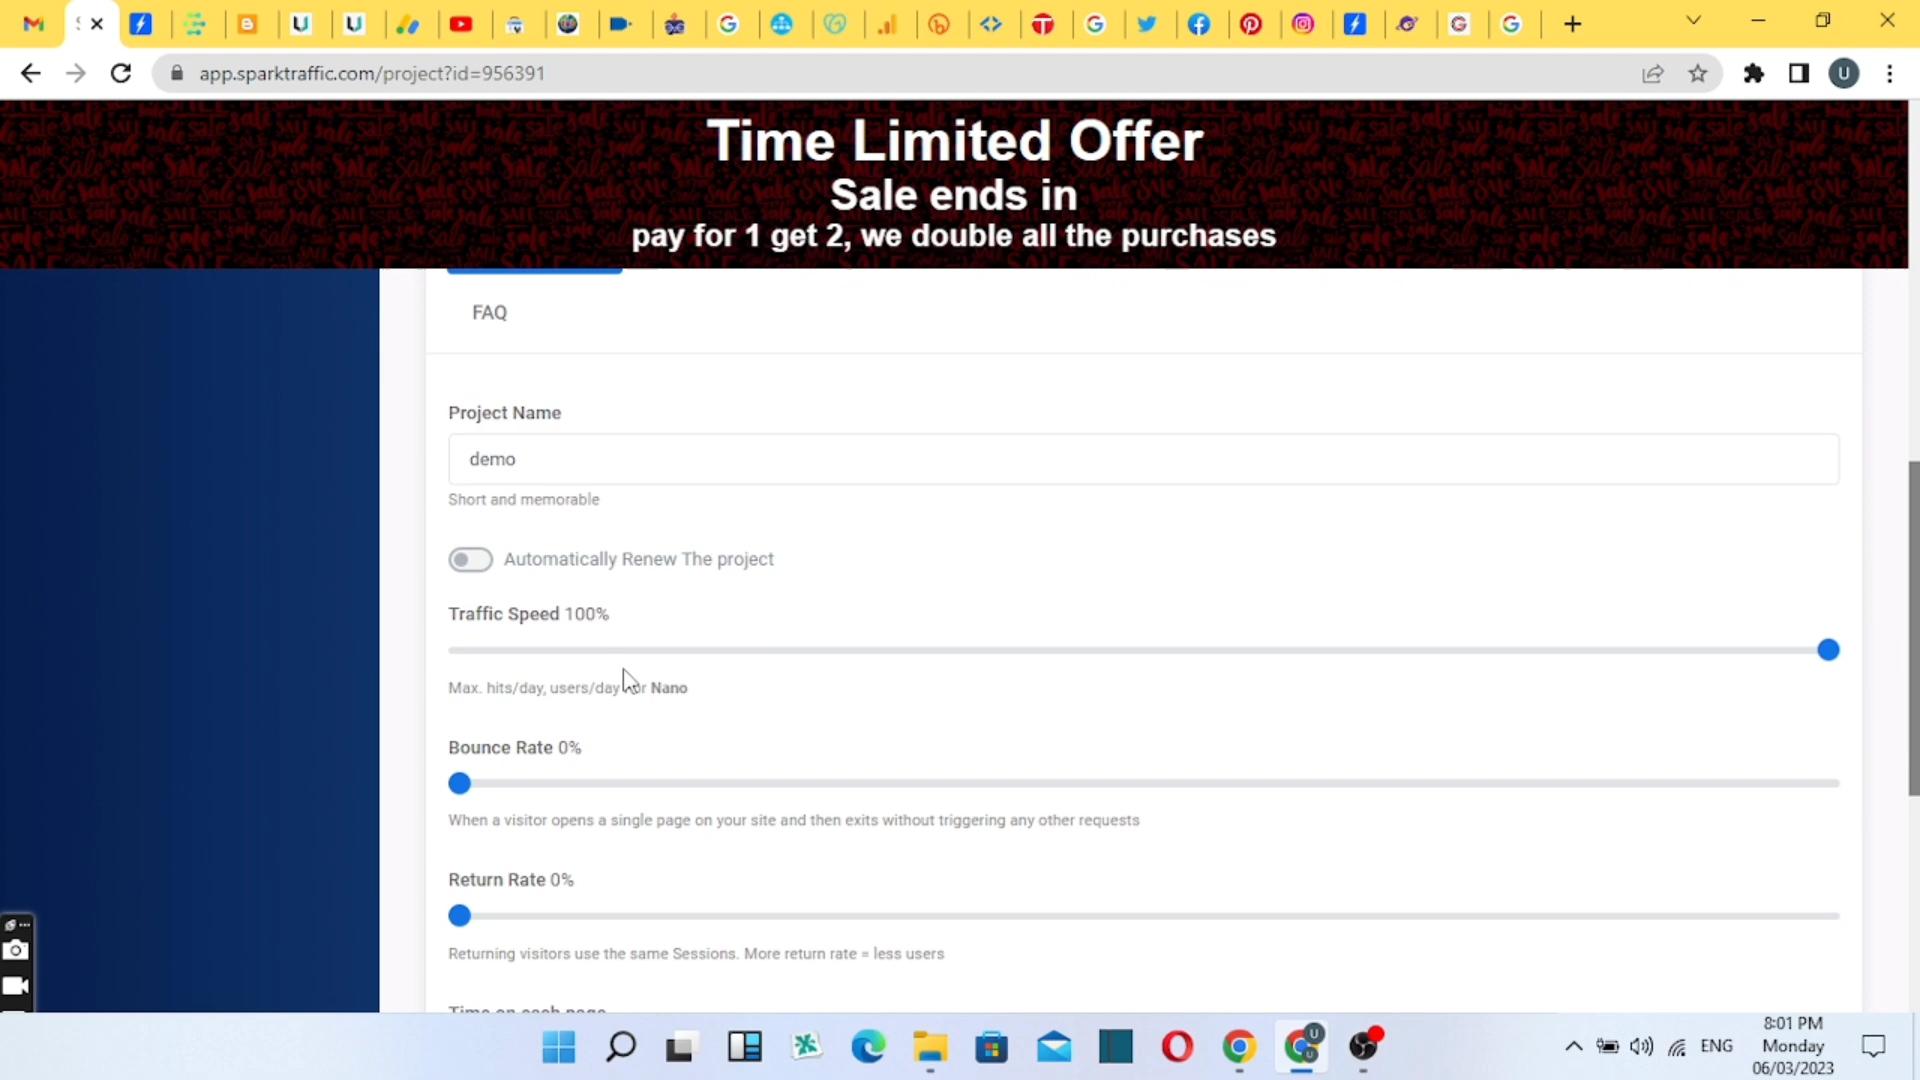 app.sparktraffic.com/project?id=956391
Time Limited Offer
Sale ends in
pay for 1 get 2, we double all the purchases
FAQ
Project Name
demo
Short and memorable
Automatically Renew The project
Traffic Speed 100%
Max. hits/day, users/day for Nano
Bounce Rate 0%
When a visitor opens a single page on your site and then exits without triggering any other requests
Return Rate 0%
Returning visitors use the same Sessions. More return rate = less users
Time on each page
ENG
8:01 PM
Monday
06/03/2023